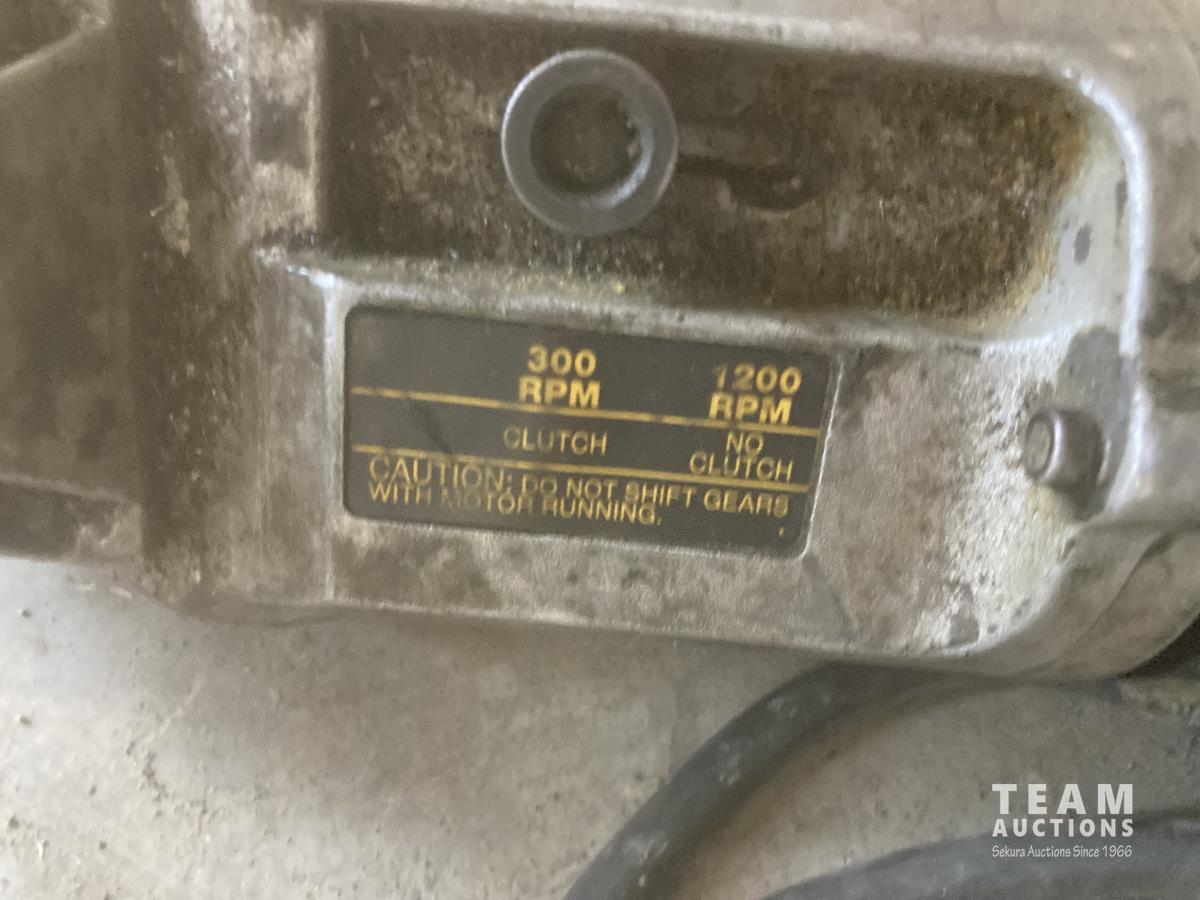 300 1200
RPM RPM
CLUTCH NO
CLUTCH
CAUTION: DO NOT SHIFT GEARS
WITH MOTOR RUNNING.
TEAM
AUCTIONS
Sekura Auctions Since 1966